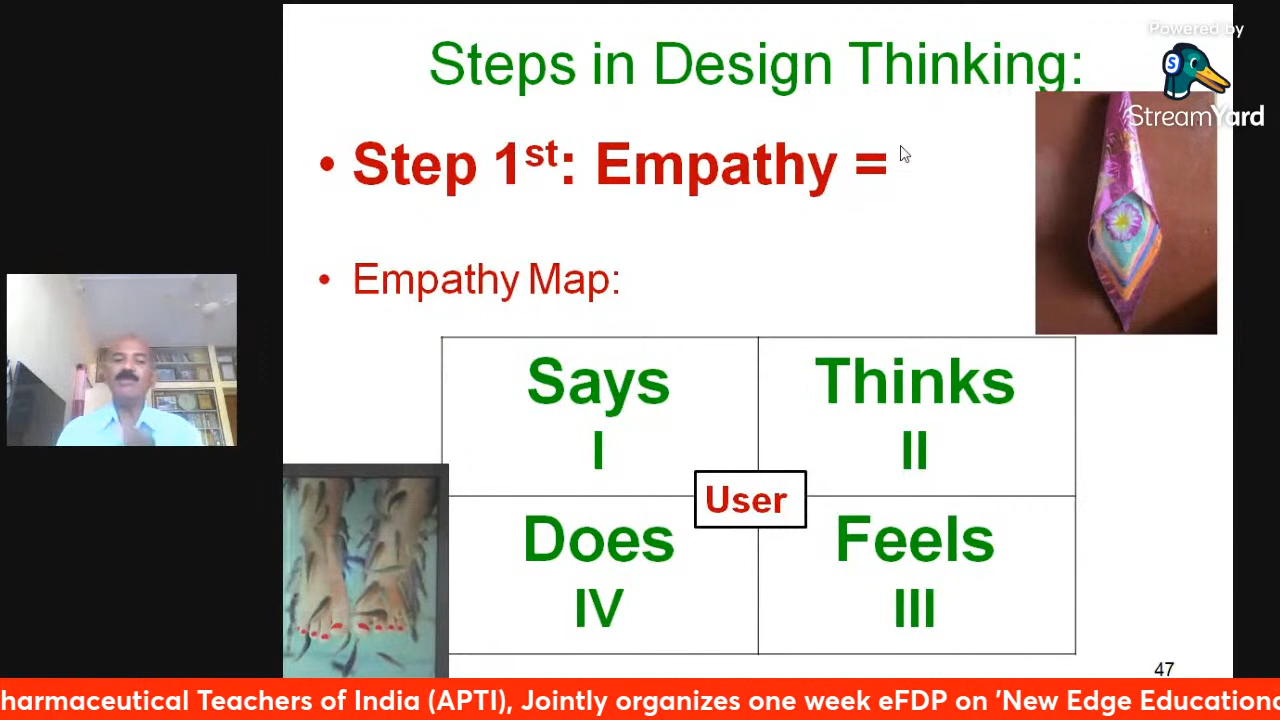 Steps in Design Thinking:
Powered by
S
StreamYard
• Step 1st: Empathy =
• Empathy Map:
Says
I
Thinks
II
User
Does
IV
Feels
III
47
harmaceutical Teachers of India (APTI), Jointly organizes one week eFDP on 'New Edge Educationa